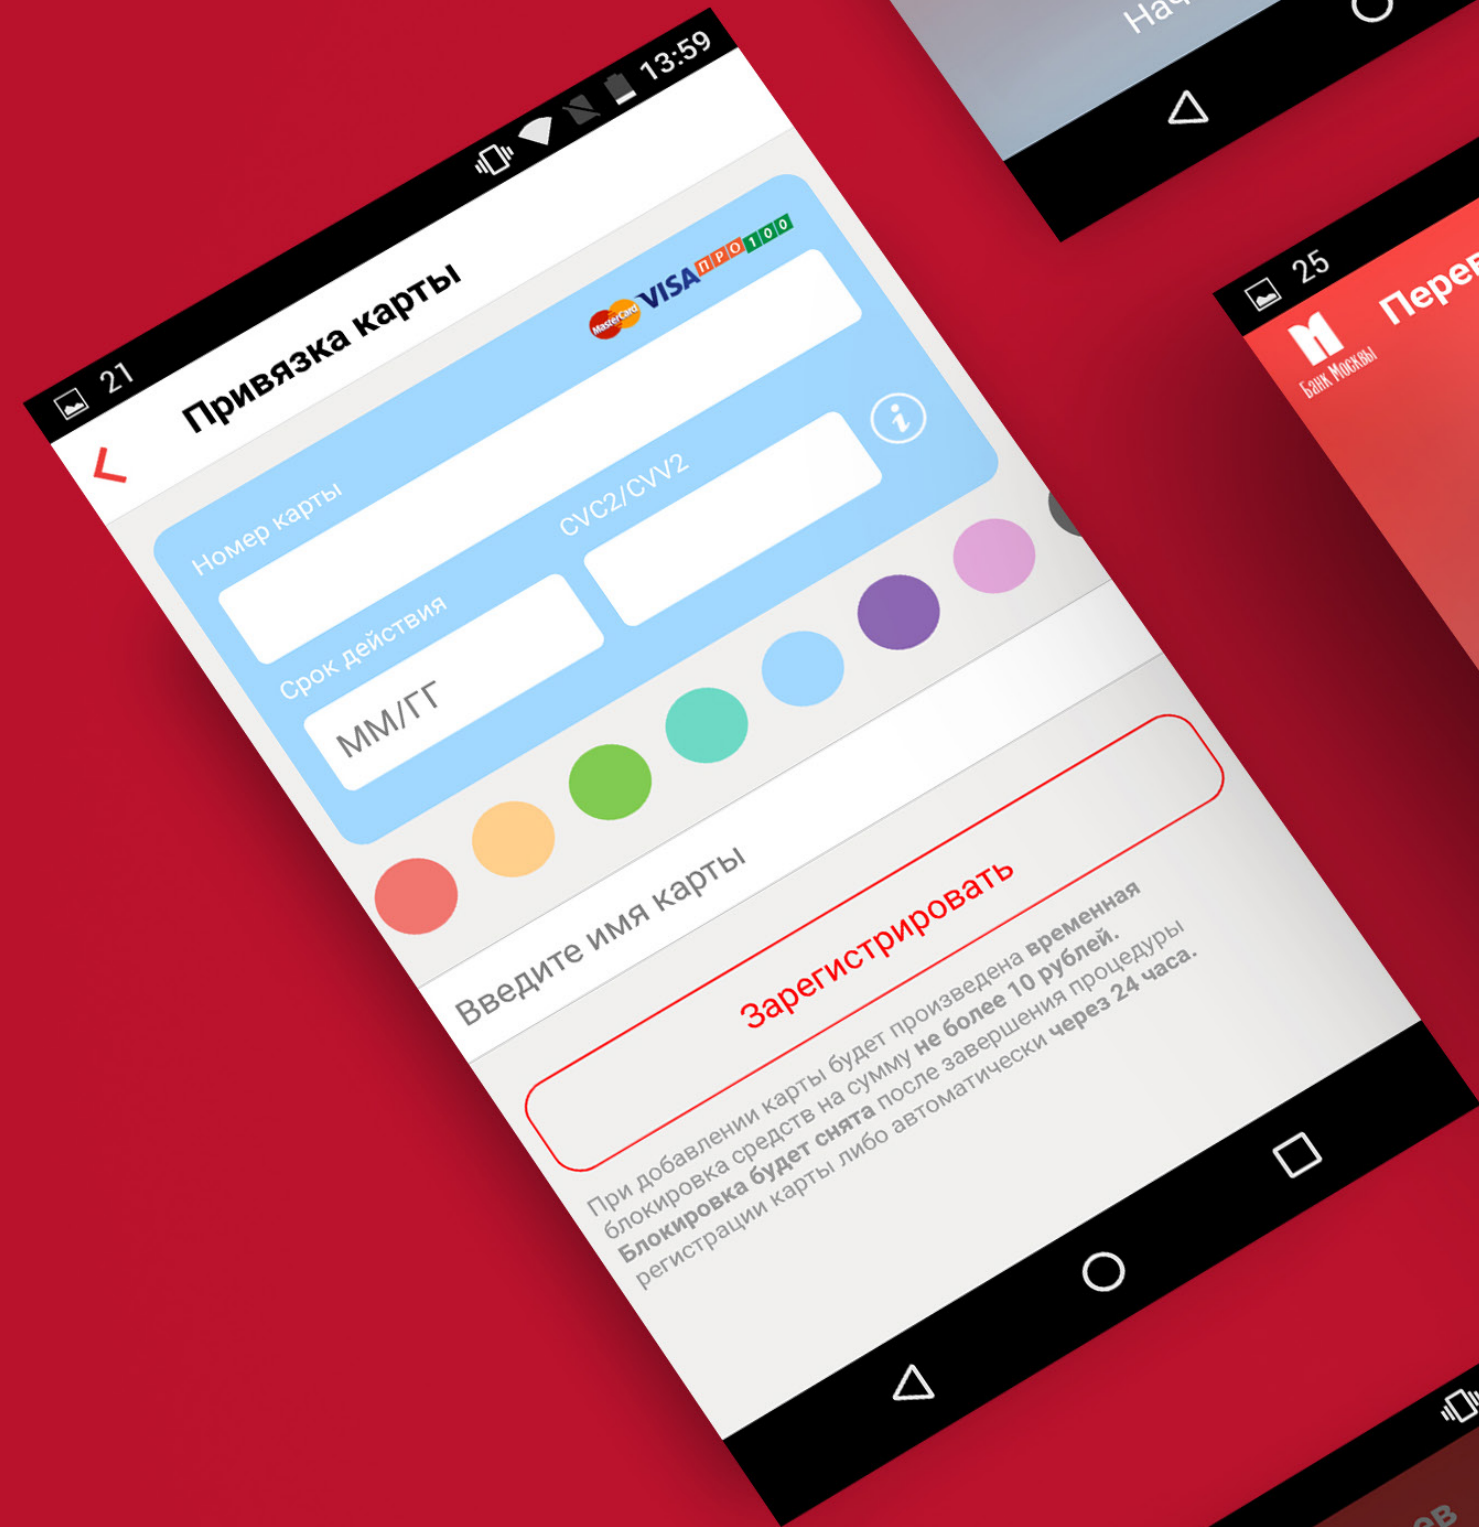 21
13:59
Привязка карты
MasterCard
VISA
ПРО100
Номер карты
Срок действия
CVC2/CVV2
ММ/ГГ
Введите имя карты
Зарегистрировать
При добавлении карты будет произведена временная
блокировка средств на сумму не более 10 рублей.
Блокировка будет снята после завершения процедуры
регистрации карты либо автоматически через 24 часа.
25
Банк Москвы